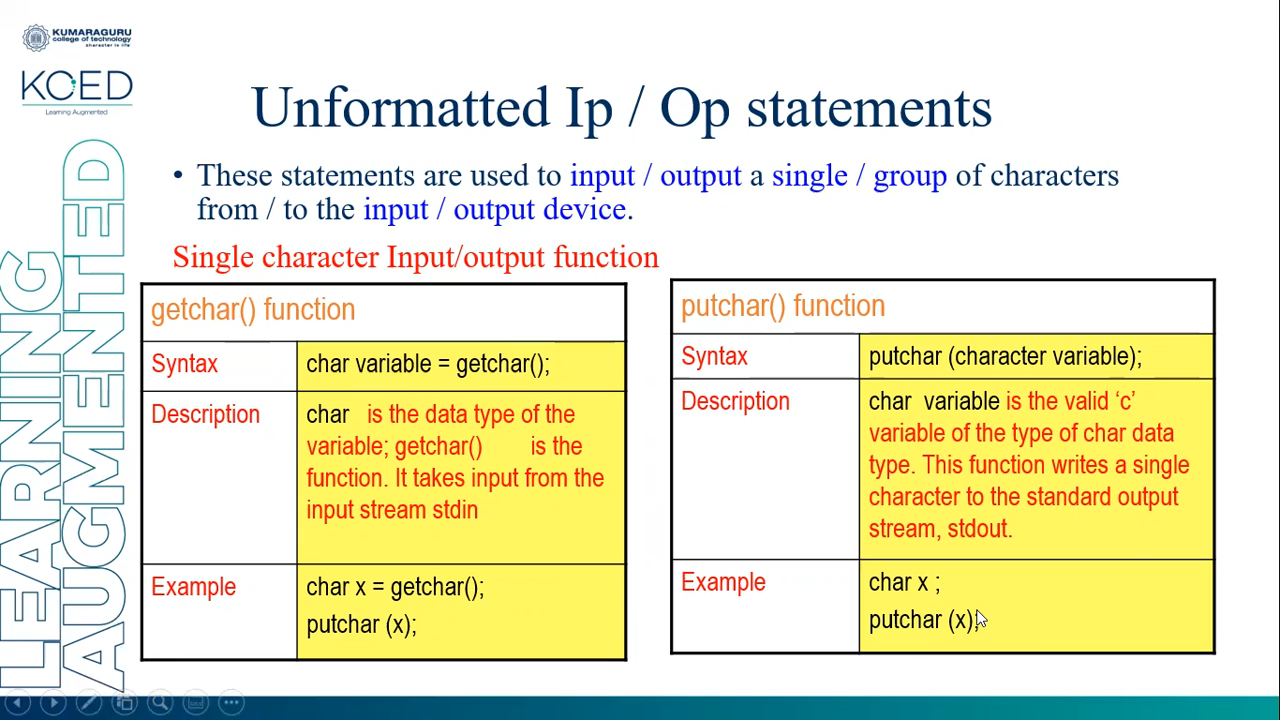 KUMARAGURU
college of technology
character is life
KCED
Learning Augmented
LEARNING
AUGMENTED
Unformatted Ip / Op statements
• These statements are used to input / output a single / group of characters
from / to the input / output device.
Single character Input/output function
getchar() function
Syntax
char variable = getchar();
Description
char is the data type of the
variable; getchar() is the
function. It takes input from the
input stream stdin
Example
char x = getchar();
putchar (x);
putchar() function
Syntax
putchar (character variable);
Description
char variable is the valid ‘c’
variable of the type of char data
type. This function writes a single
character to the standard output
stream, stdout.
Example
char x ;
putchar (x);